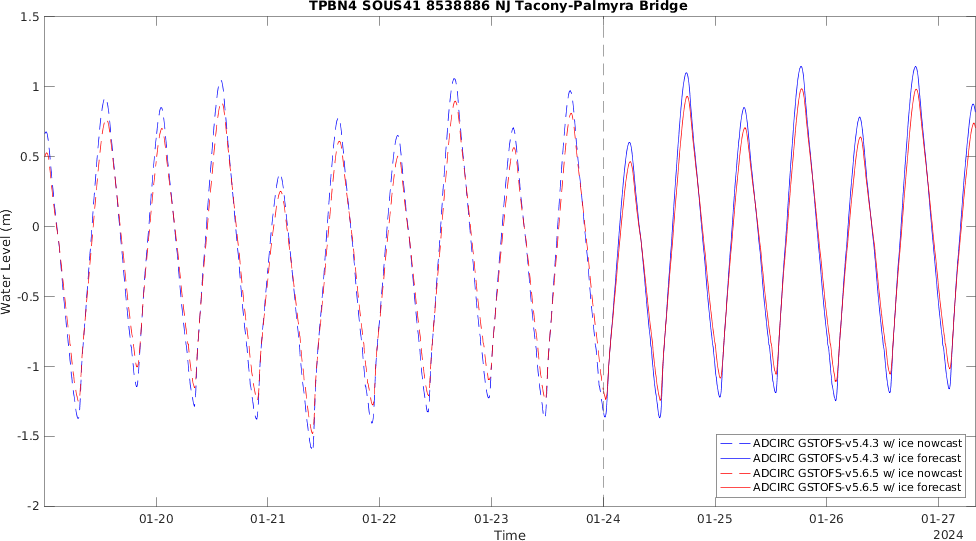 TPBN4 SOUS41 8538886 NJ Tacony-Palmyra Bridge
1.5
1
0.5
0
-0.5
-1
-1.5
-2
Water Level (m)
01-20 01-21 01-22 01-23 01-24 01-25 01-26 01-27
Time
2024
ADCIRC GSTOFS-v5.4.3 w/ ice nowcast
ADCIRC GSTOFS-v5.4.3 w/ ice forecast
ADCIRC GSTOFS-v5.6.5 w/ ice nowcast
ADCIRC GSTOFS-v5.6.5 w/ ice forecast